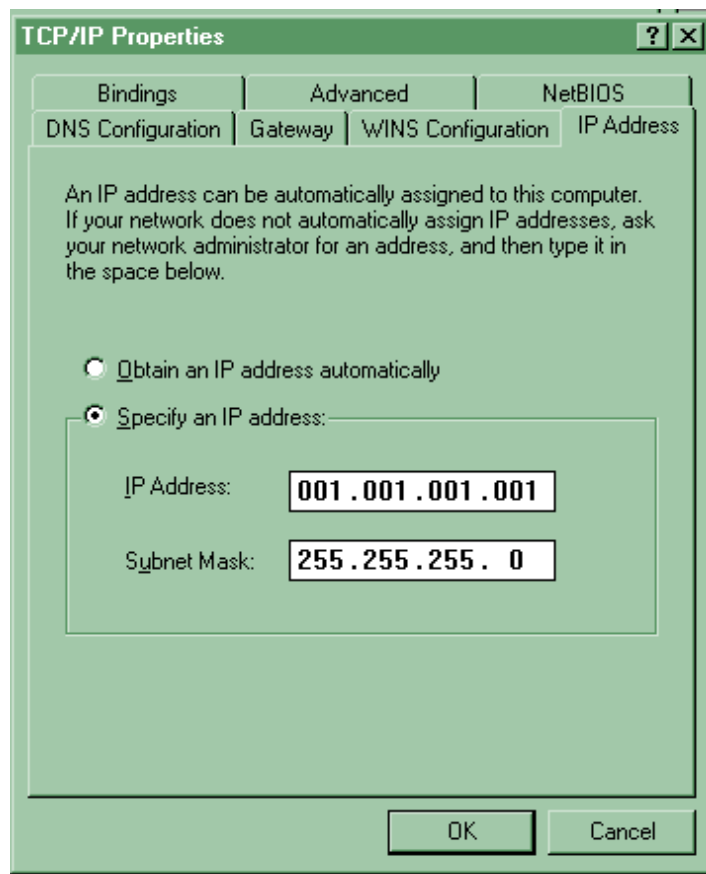 TCP/IP Properties
Bindings Advanced NetBIOS
DNS Configuration Gateway WINS Configuration IP Address
An IP address can be automatically assigned to this computer.
If your network does not automatically assign IP addresses, ask
your network administrator for an address, and then type it in
the space below.
Obtain an IP address automatically
Specify an IP address:
IP Address: 001.001.001.001
Subnet Mask: 255.255.255. 0
OK Cancel